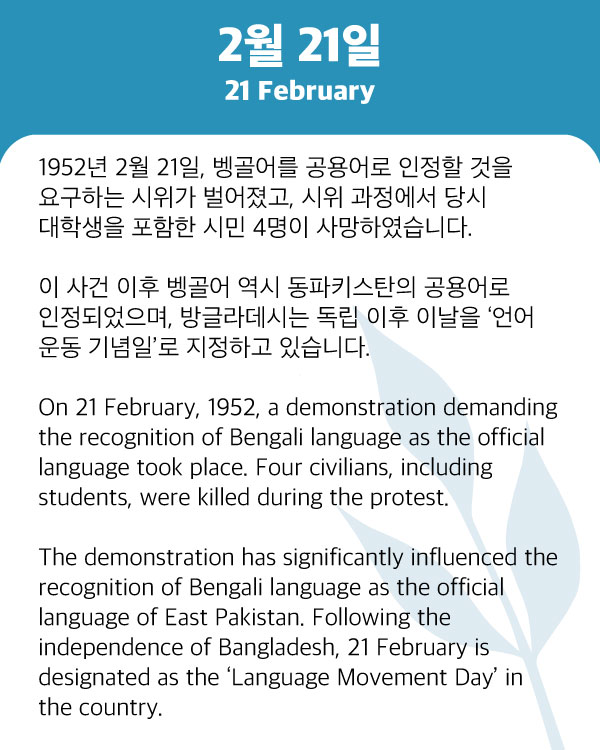 2월 21일
21 February
1952년 2월 21일, 벵골어를 공용어로 인정할 것을
요구하는 시위가 벌어졌고, 시위 과정에서 당시
대학생을 포함한 시민 4명이 사망하였습니다.
이 사건 이후 벵골어 역시 동파키스탄의 공용어로
인정되었으며, 방글라데시는 독립 이후 이날을 ‘언어
운동 기념일’로 지정하고 있습니다.
On 21 February, 1952, a demonstration demanding
the recognition of Bengali language as the official
language took place. Four civilians, including
students, were killed during the protest.
The demonstration has significantly influenced the
recognition of Bengali language as the official
language of East Pakistan. Following the
independence of Bangladesh, 21 February is
designated as the ‘Language Movement Day’ in
the country.